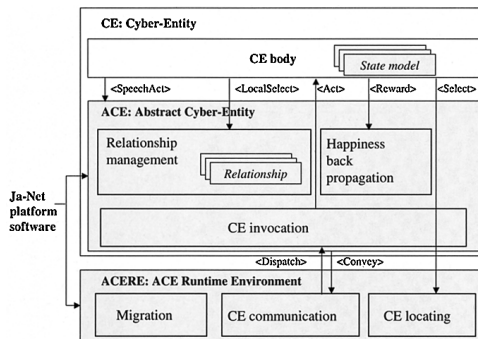 CE: Cyber-Entity
CE body
State model
<SpeechAct> <LocalSelect> <Act> <Reward> <Select>
ACE: Abstract Cyber-Entity
Relationship
management
Relationship
Happiness
back
propagation
Ja-Net
platform
software
CE invocation
<Dispatch> <Convey>
ACERE: ACE Runtime Environment
Migration
CE communication
CE locating